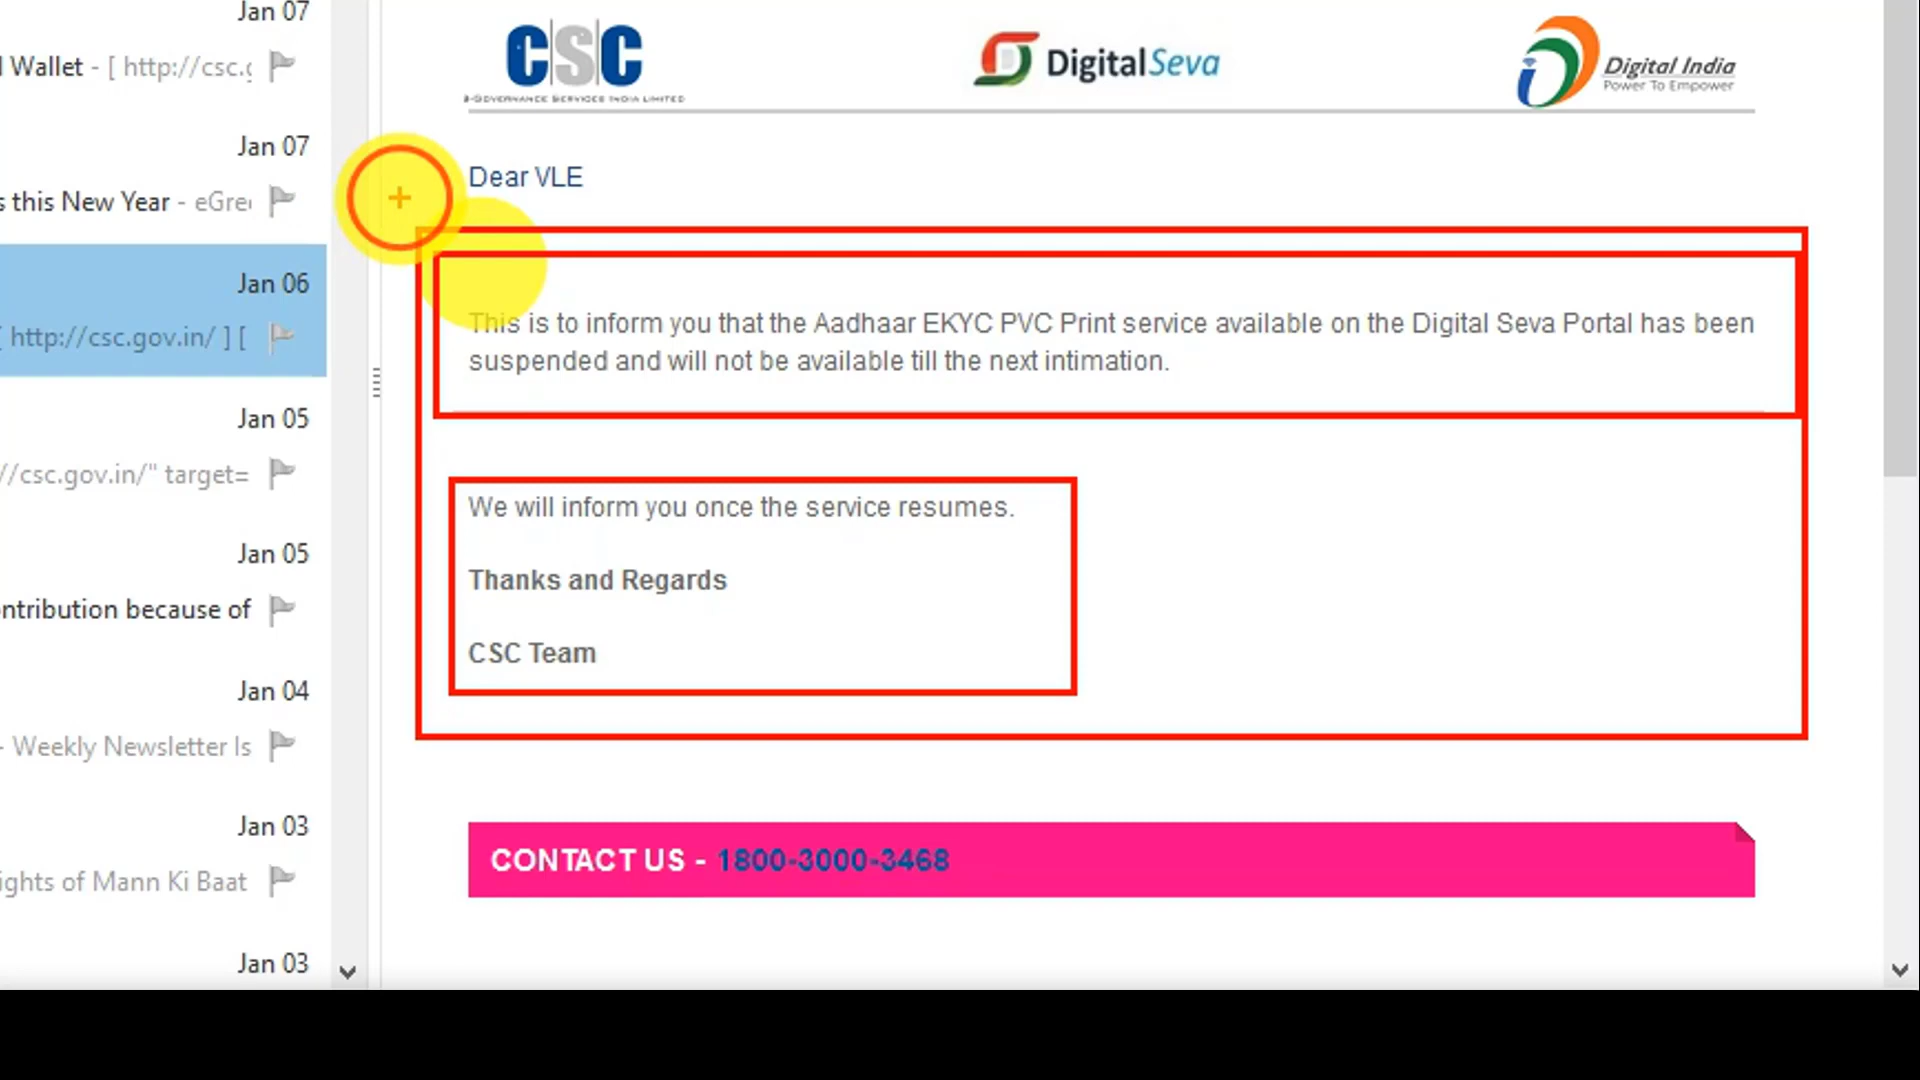 Jan 07
l Wallet - [ http://csc.g
Jan 07
s this New Year - eGree
Jan 06
[ http://csc.gov.in/ ] [
Jan 05
//csc.gov.in/" target=
Jan 05
ntribution because of
Jan 04
- Weekly Newsletter Is
Jan 03
ights of Mann Ki Baat
Jan 03
CSC
e-Governance Services India Limited
DigitalSeva
Digital India
Power To Empower
Dear VLE
This is to inform you that the Aadhaar EKYC PVC Print service available on the Digital Seva Portal has been
suspended and will not be available till the next intimation.
We will inform you once the service resumes.
Thanks and Regards
CSC Team
CONTACT US - 1800-3000-3468